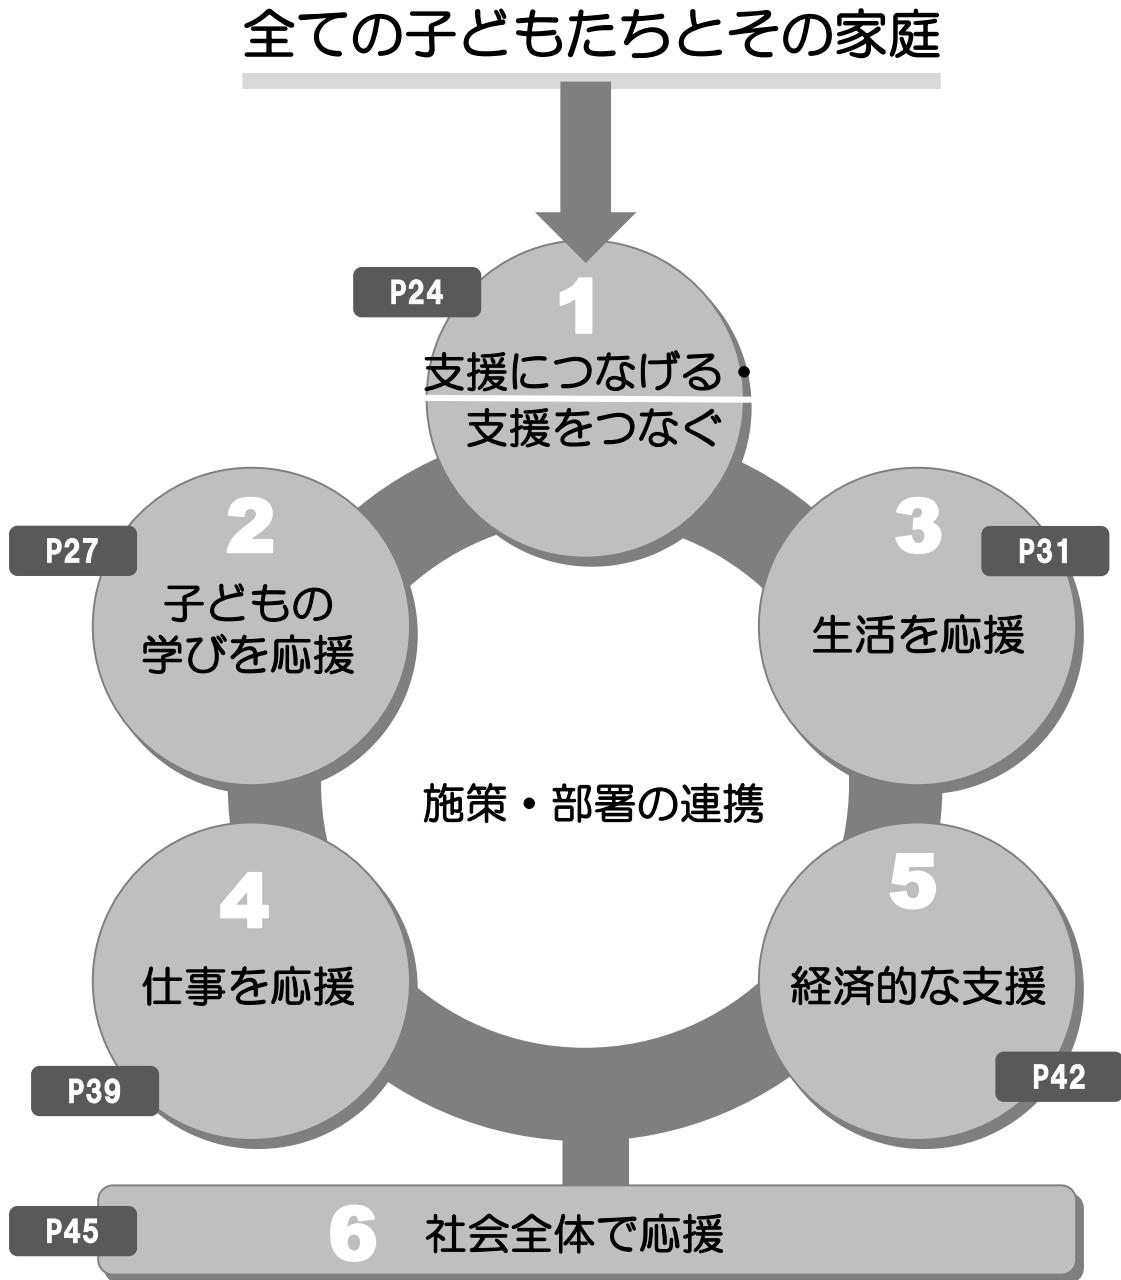 全ての子どもたちとその家庭
P24
1
支援につなげる・
支援をつなぐ
P27
2
子どもの
学びを応援
3
P31
生活を応援
施策・部署の連携
4
仕事を応援
P39
5
経済的な支援
P42
P45
6 社会全体で応援